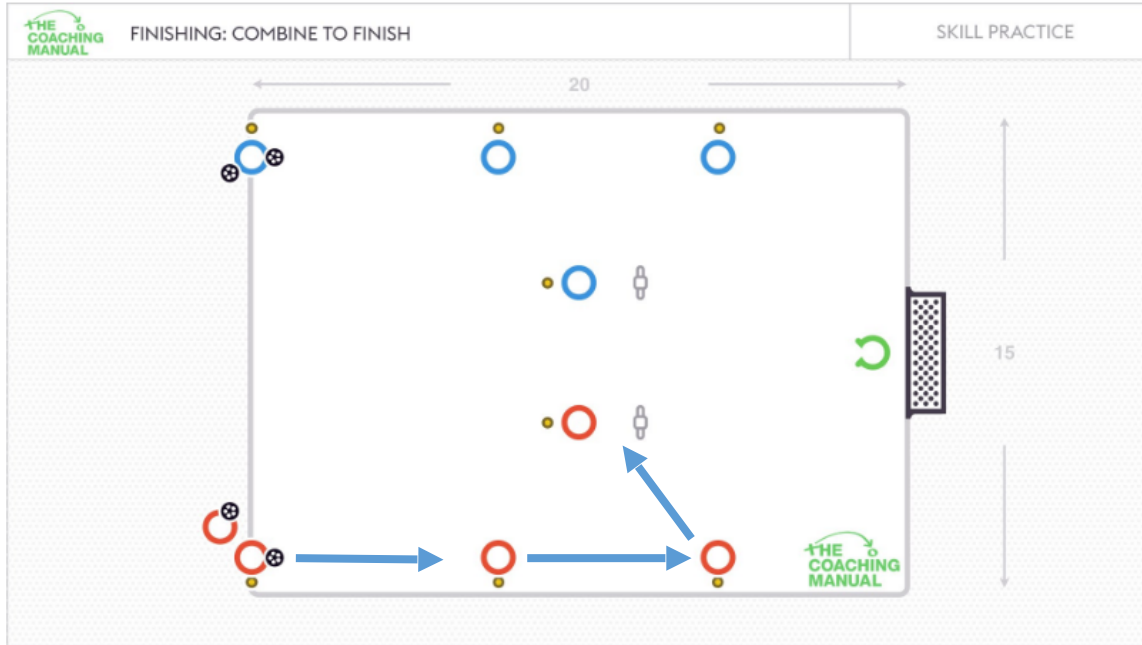 THE
COACHING
MANUAL
FINISHING: COMBINE TO FINISH
SKILL PRACTICE
20
15
THE
COACHING
MANUAL